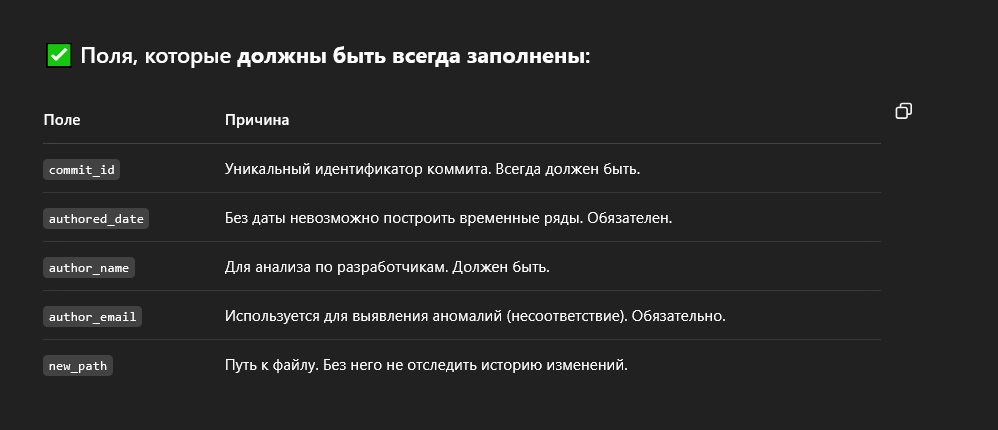 ✅ Поля, которые должны быть всегда заполнены:
Поле Причина
commit_id Уникальный идентификатор коммита. Всегда должен быть.
authored_date Без даты невозможно построить временные ряды. Обязателен.
author_name Для анализа по разработчикам. Должен быть.
author_email Используется для выявления аномалий (несоответствие). Обязательно.
new_path Путь к файлу. Без него не отследить историю изменений.